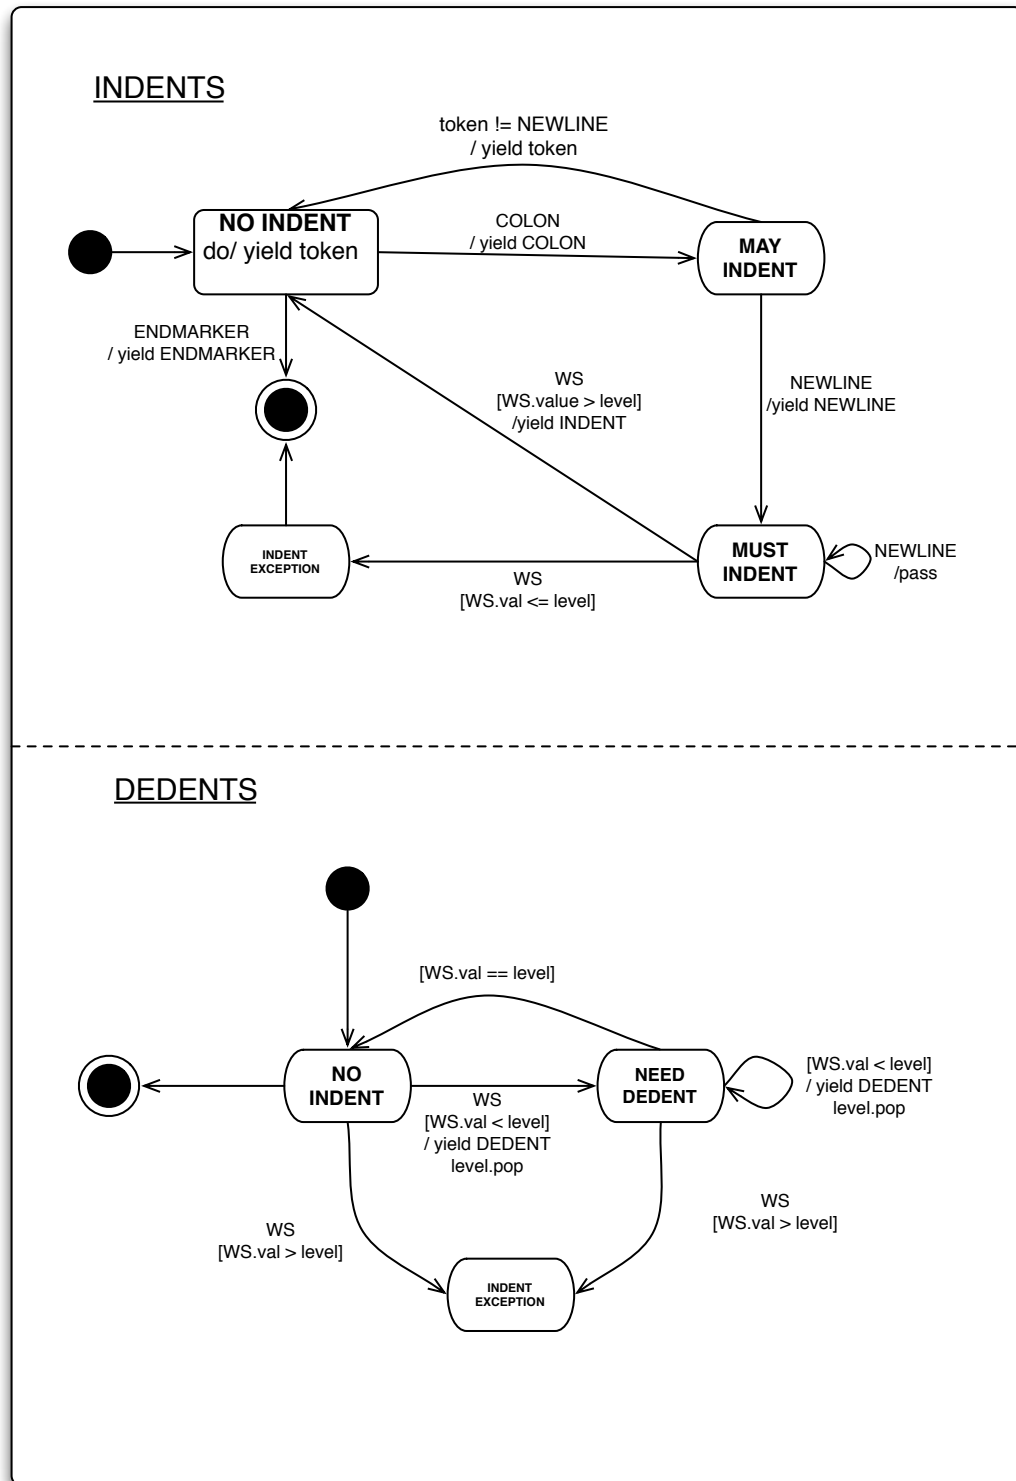 INDENTS
token != NEWLINE
/ yield token
NO INDENT
do/ yield token
COLON
/ yield COLON
MAY
INDENT
ENDMARKER
/ yield ENDMARKER
WS
[WS.value > level]
/yield INDENT
NEWLINE
/yield NEWLINE
INDENT
EXCEPTION
MUST
INDENT
NEWLINE
/pass
WS
[WS.val <= level]
DEDENTS
[WS.val == level]
NO
INDENT
NEED
DEDENT
[WS.val < level]
/ yield DEDENT
level.pop
WS
[WS.val < level]
/ yield DEDENT
level.pop
WS
[WS.val > level]
WS
[WS.val > level]
INDENT
EXCEPTION